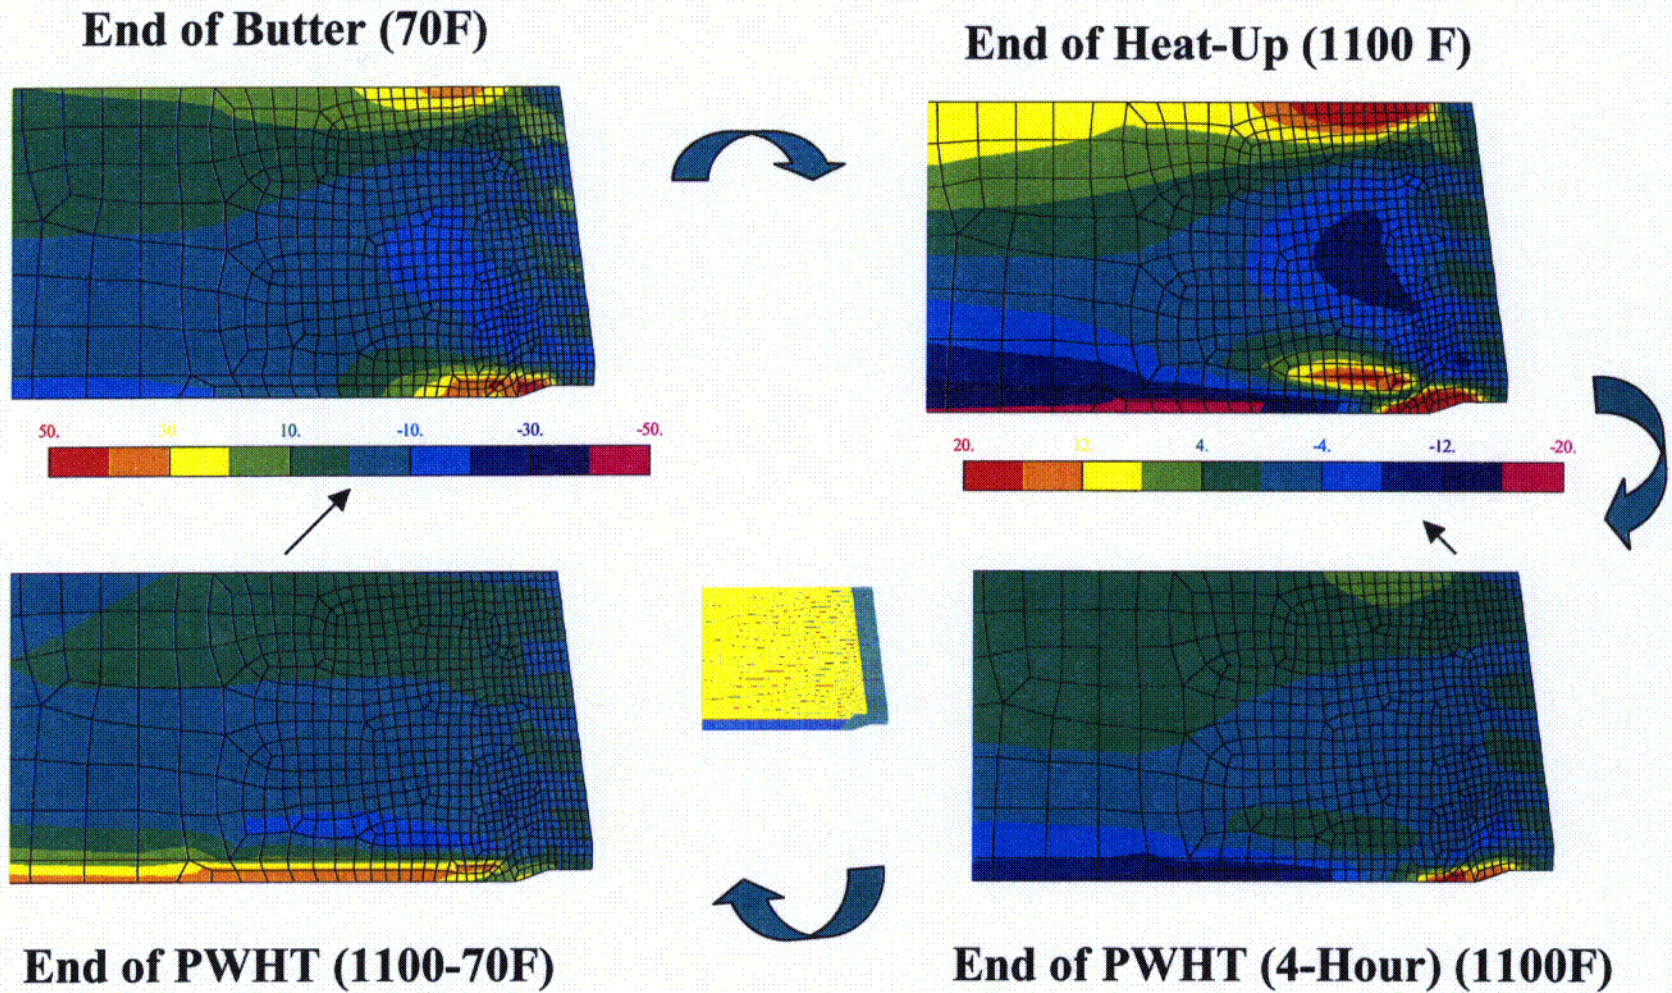 End of Butter (70F)
End of Heat-Up (1100 F)
50. 30. 10. -10. -30. -50.
20. 12. 4. -4. -12. -20.
End of PWHT (1100-70F)
End of PWHT (4-Hour) (1100F)